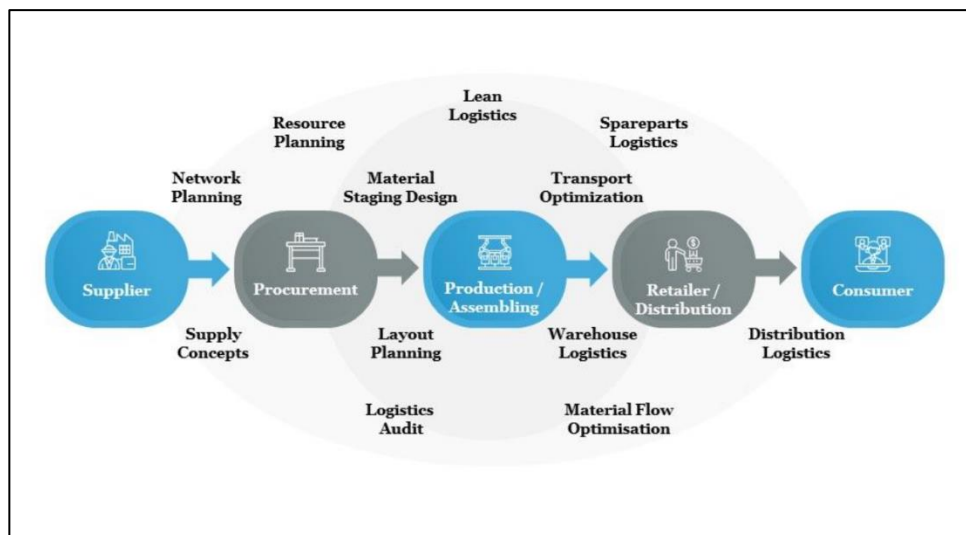 Lean
Logistics
Resource
Planning
Spareparts
Logistics
Network
Planning
Material
Staging Design
Transport
Optimization
Supplier
Procurement
Production /
Assembling
Retailer /
Distribution
Consumer
Supply
Concepts
Layout
Planning
Warehouse
Logistics
Distribution
Logistics
Logistics
Audit
Material Flow
Optimisation